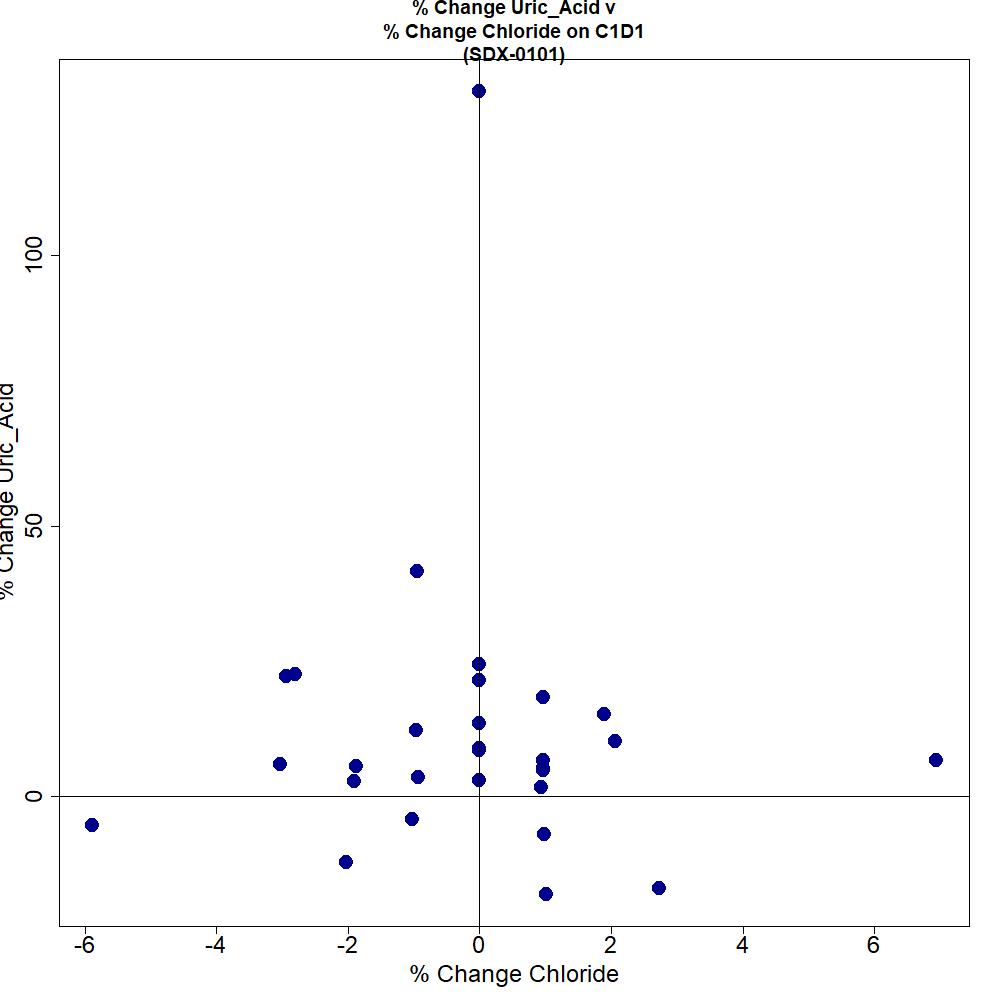 % Change Uric_Acid v
% Change Chloride on C1D1
(SDX-0101)
100
50
0
% Change Uric_Acid
-6 -4 -2 0 2 4 6
% Change Chloride